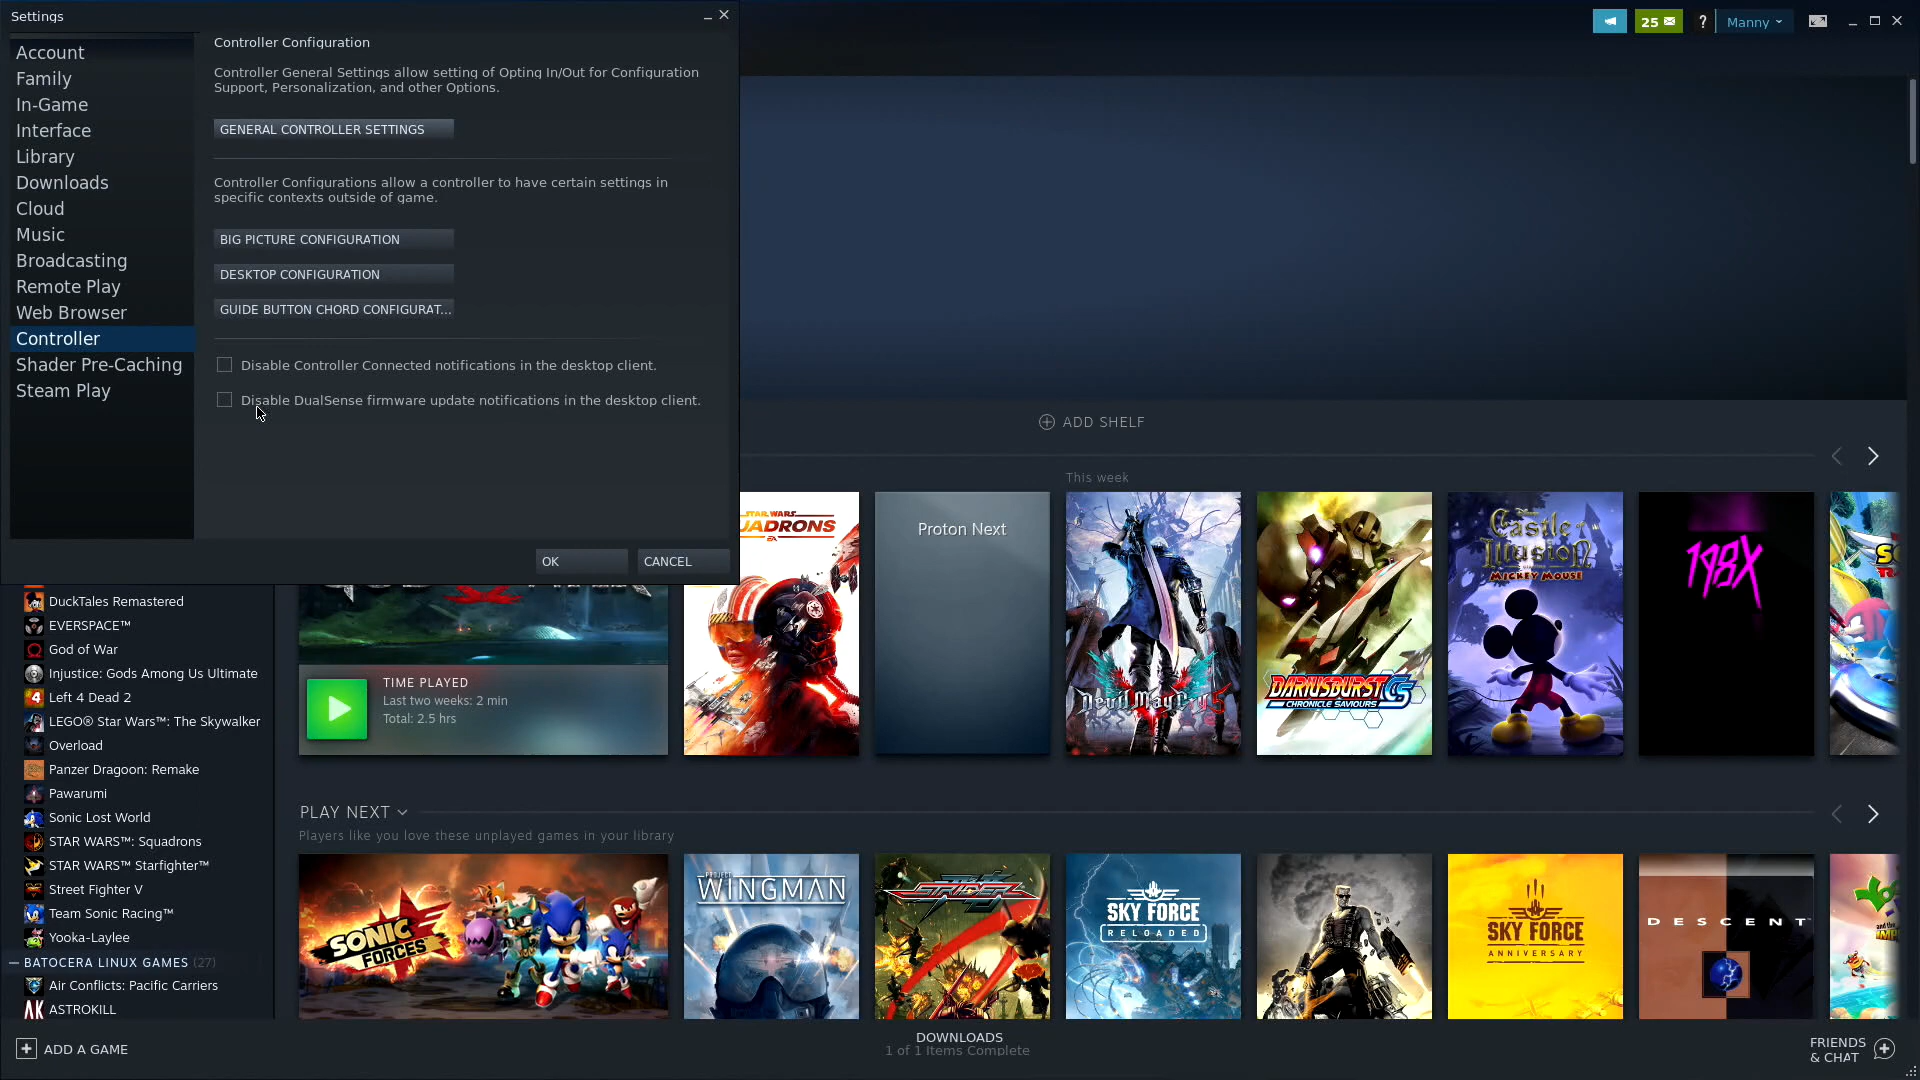 Settings
Account
Family
In-Game
Interface
Library
Downloads
Cloud
Music
Broadcasting
Remote Play
Web Browser
Controller
Shader Pre-Caching
Steam Play
Controller Configuration
Controller General Settings allow setting of Opting In/Out for Configuration
Support, Personalization, and other Options.
GENERAL CONTROLLER SETTINGS
Controller Configurations allow a controller to have certain settings in
specific contexts outside of game.
BIG PICTURE CONFIGURATION
DESKTOP CONFIGURATION
GUIDE BUTTON CHORD CONFIGURAT...
Disable Controller Connected notifications in the desktop client.
Disable DualSense firmware update notifications in the desktop client.
OK
CANCEL
25
?
Manny
ADD SHELF
This week
STAR WARS
UADRONS
EA
Proton Next
Devil May Cry 5
DARIUSBURST CS
CHRONICLE SAVIOURS
Disney
Castle of
Illusion
STARRING
MICKEY MOUSE
198X
TIME PLAYED
Last two weeks: 2 min
Total: 2.5 hrs
DuckTales Remastered
EVERSPACE™
God of War
Injustice: Gods Among Us Ultimate
Left 4 Dead 2
LEGO® Star Wars™: The Skywalker
Overload
Panzer Dragoon: Remake
Pawarumi
Sonic Lost World
STAR WARS™: Squadrons
STAR WARS™ Starfighter™
Street Fighter V
Team Sonic Racing™
Yooka-Laylee
BATOCERA LINUX GAMES (27)
Air Conflicts: Pacific Carriers
AK ASTROKILL
PLAY NEXT
Players like you love these unplayed games in your library
SONIC
FORCES
PROJECT
WINGMAN
STRIDER
SKY FORCE
RELOADED
SKY FORCE
ANNIVERSARY
DESCENT
ADD A GAME
DOWNLOADS
1 of 1 Items Complete
FRIENDS
& CHAT